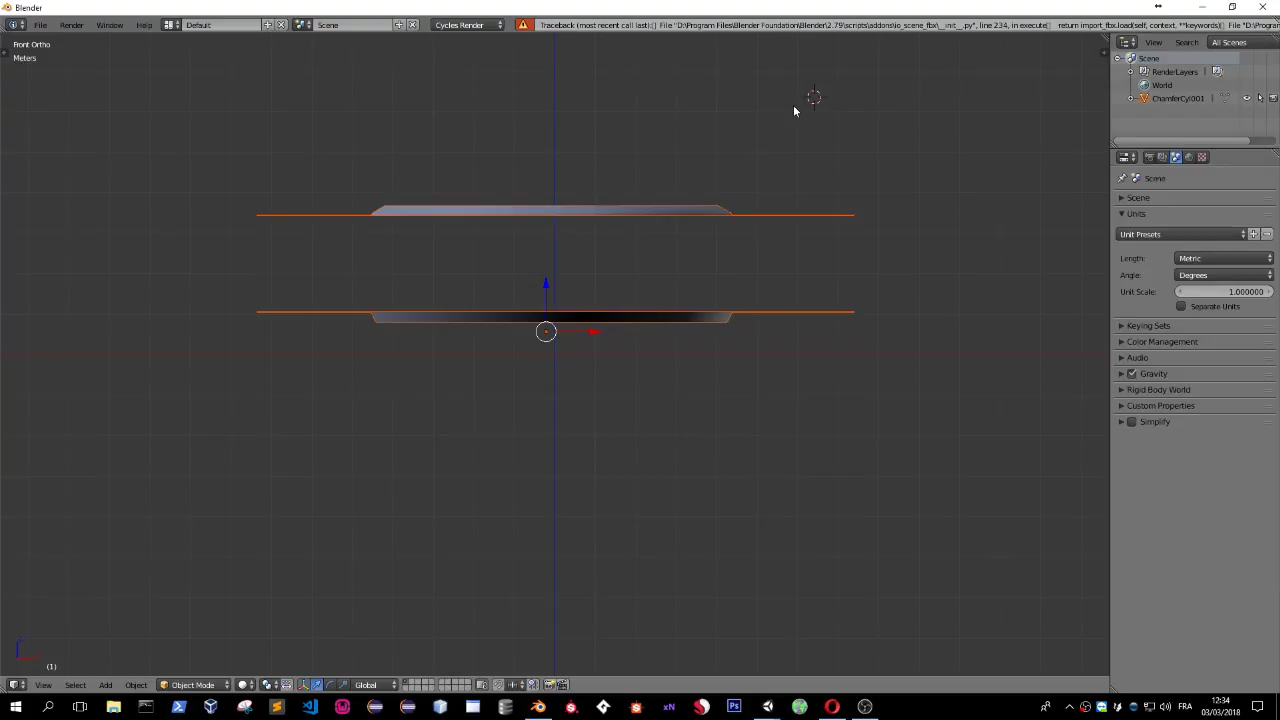 Blender
File Render Window Help Default Scene Cycles Render Traceback (most recent call last):() File "D:\Program Files\Blender Foundation\Blender\2.79\scripts\addons\io_scene_fbx\__init__.py", line 234, in execute() return import_fbx.load(self, context, **keywords)() File "D:\Progra
View Search All Scenes
Front Ortho
Meters
Scene
RenderLayers
World
ChamferCyl001
Scene
Scene
Units
Unit Presets
Length: Metric
Angle: Degrees
Unit Scale: 1.000000
Separate Units
Keying Sets
Color Management
Audio
Gravity
Rigid Body World
Custom Properties
Simplify
(1)
View Select Add Object Object Mode Global
xN Ps FRA 12:34
03/03/2018